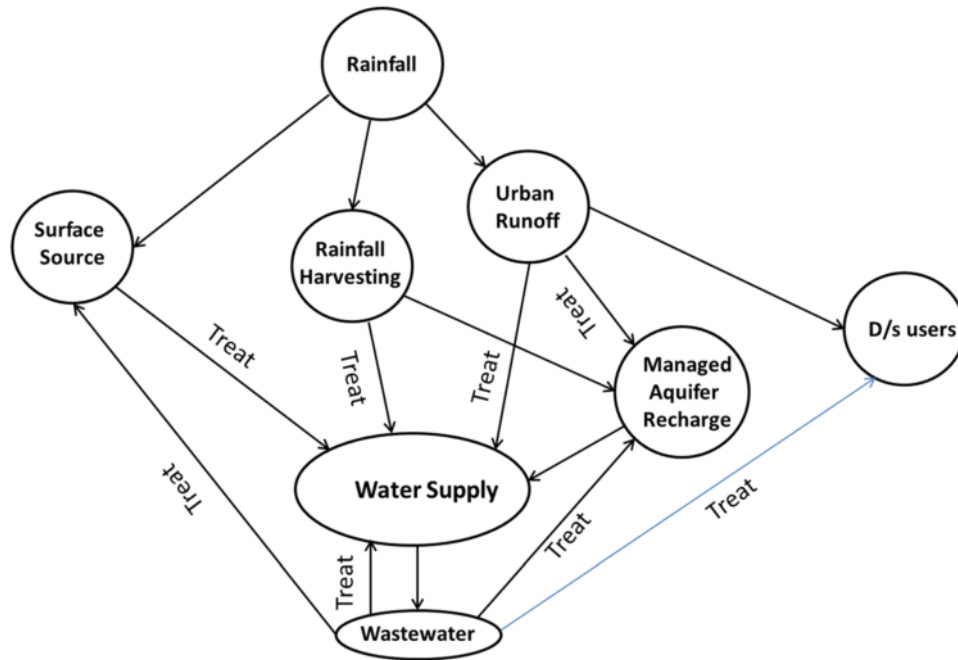 Rainfall
Urban
Runoff
Surface
Source
Rainfall
Harvesting
D/s users
Treat
Treat
Treat
Treat
Managed
Aquifer
Recharge
Water Supply
Treat
Treat
Treat
Treat
Wastewater